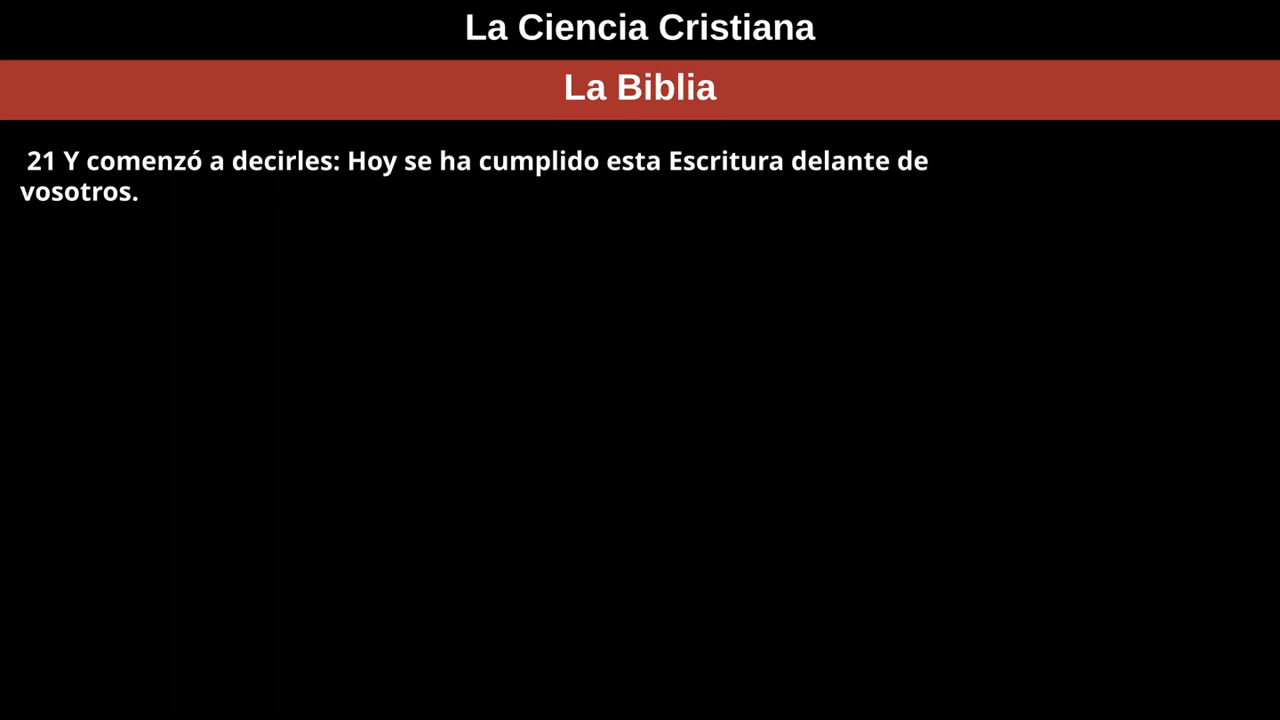 La Ciencia Cristiana
La Biblia
21 Y comenzó a decirles: Hoy se ha cumplido esta Escritura delante de
vosotros.